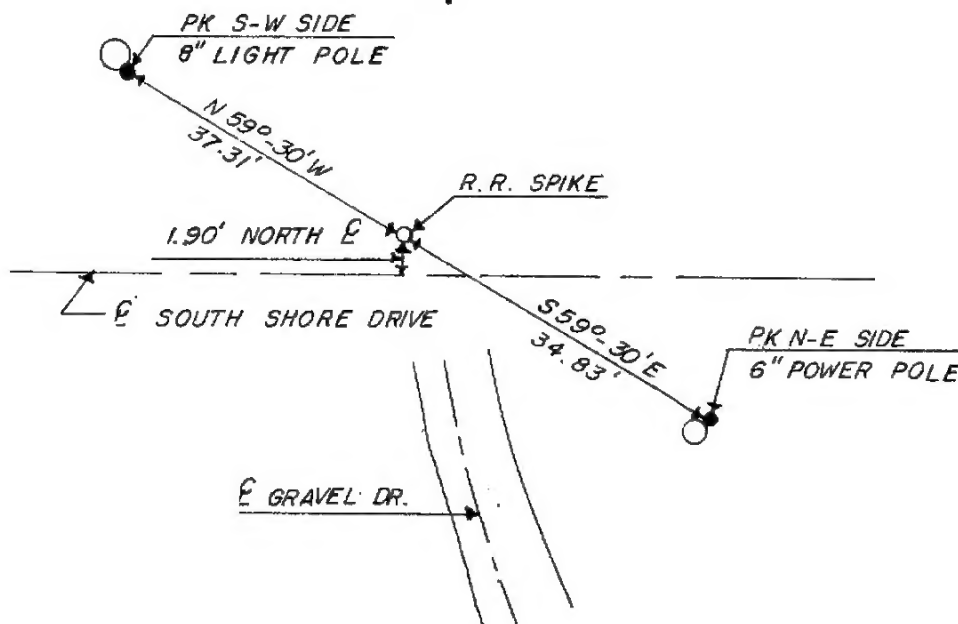 PK S-W SIDE
8" LIGHT POLE
N 59°-30' W
37.31'
R.R. SPIKE
1.90' NORTH ℄
℄ SOUTH SHORE DRIVE
S 59°-30' E
34.83'
PK N-E SIDE
6" POWER POLE
℄ GRAVEL DR.